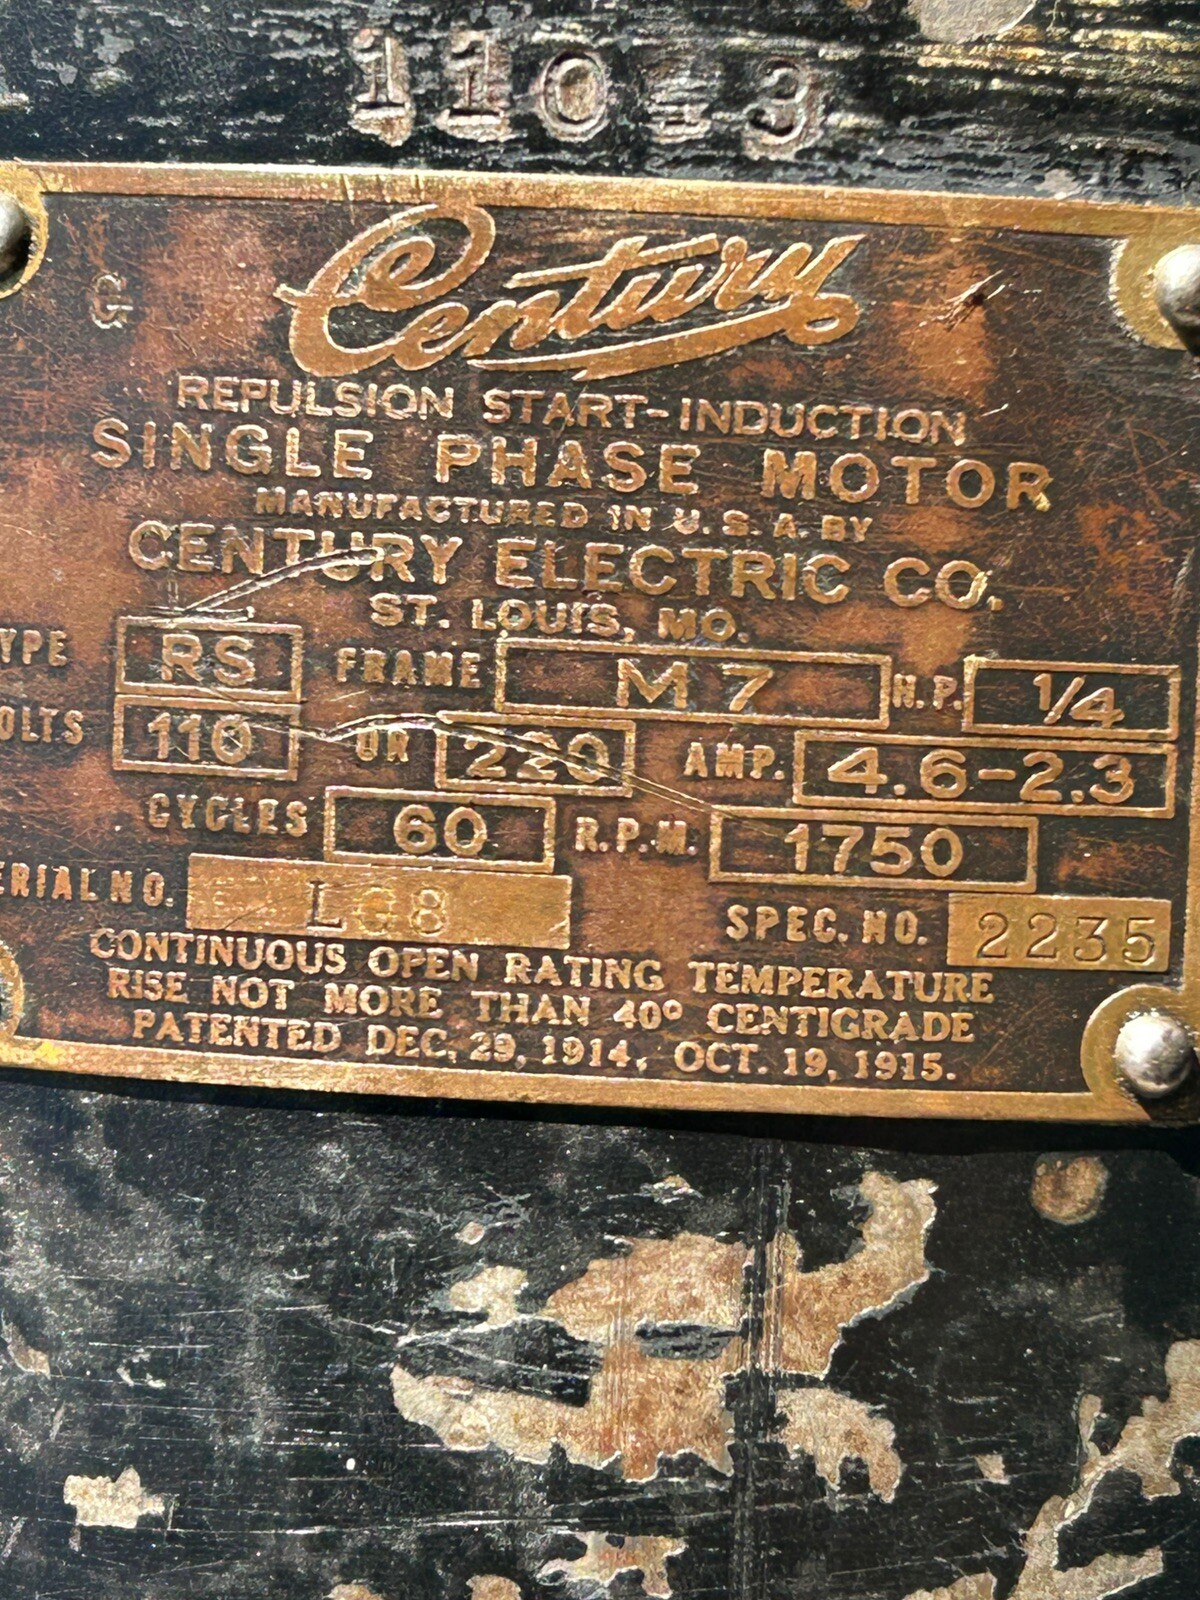 110-3
G
Century
REPULSION START-INDUCTION
SINGLE PHASE MOTOR
MANUFACTURED IN U.S.A. BY
CENTURY ELECTRIC CO.
ST. LOUIS, MO.
YPE RS FRAME M7 H.P. 1/4
OLTS 110 OR 220 AMP. 4.6-2.3
CYCLES 60 R.P.M. 1750
ERIAL NO. LG8 SPEC. NO. 2235
CONTINUOUS OPEN RATING TEMPERATURE
RISE NOT MORE THAN 40° CENTIGRADE
PATENTED DEC. 29, 1914, OCT. 19, 1915.